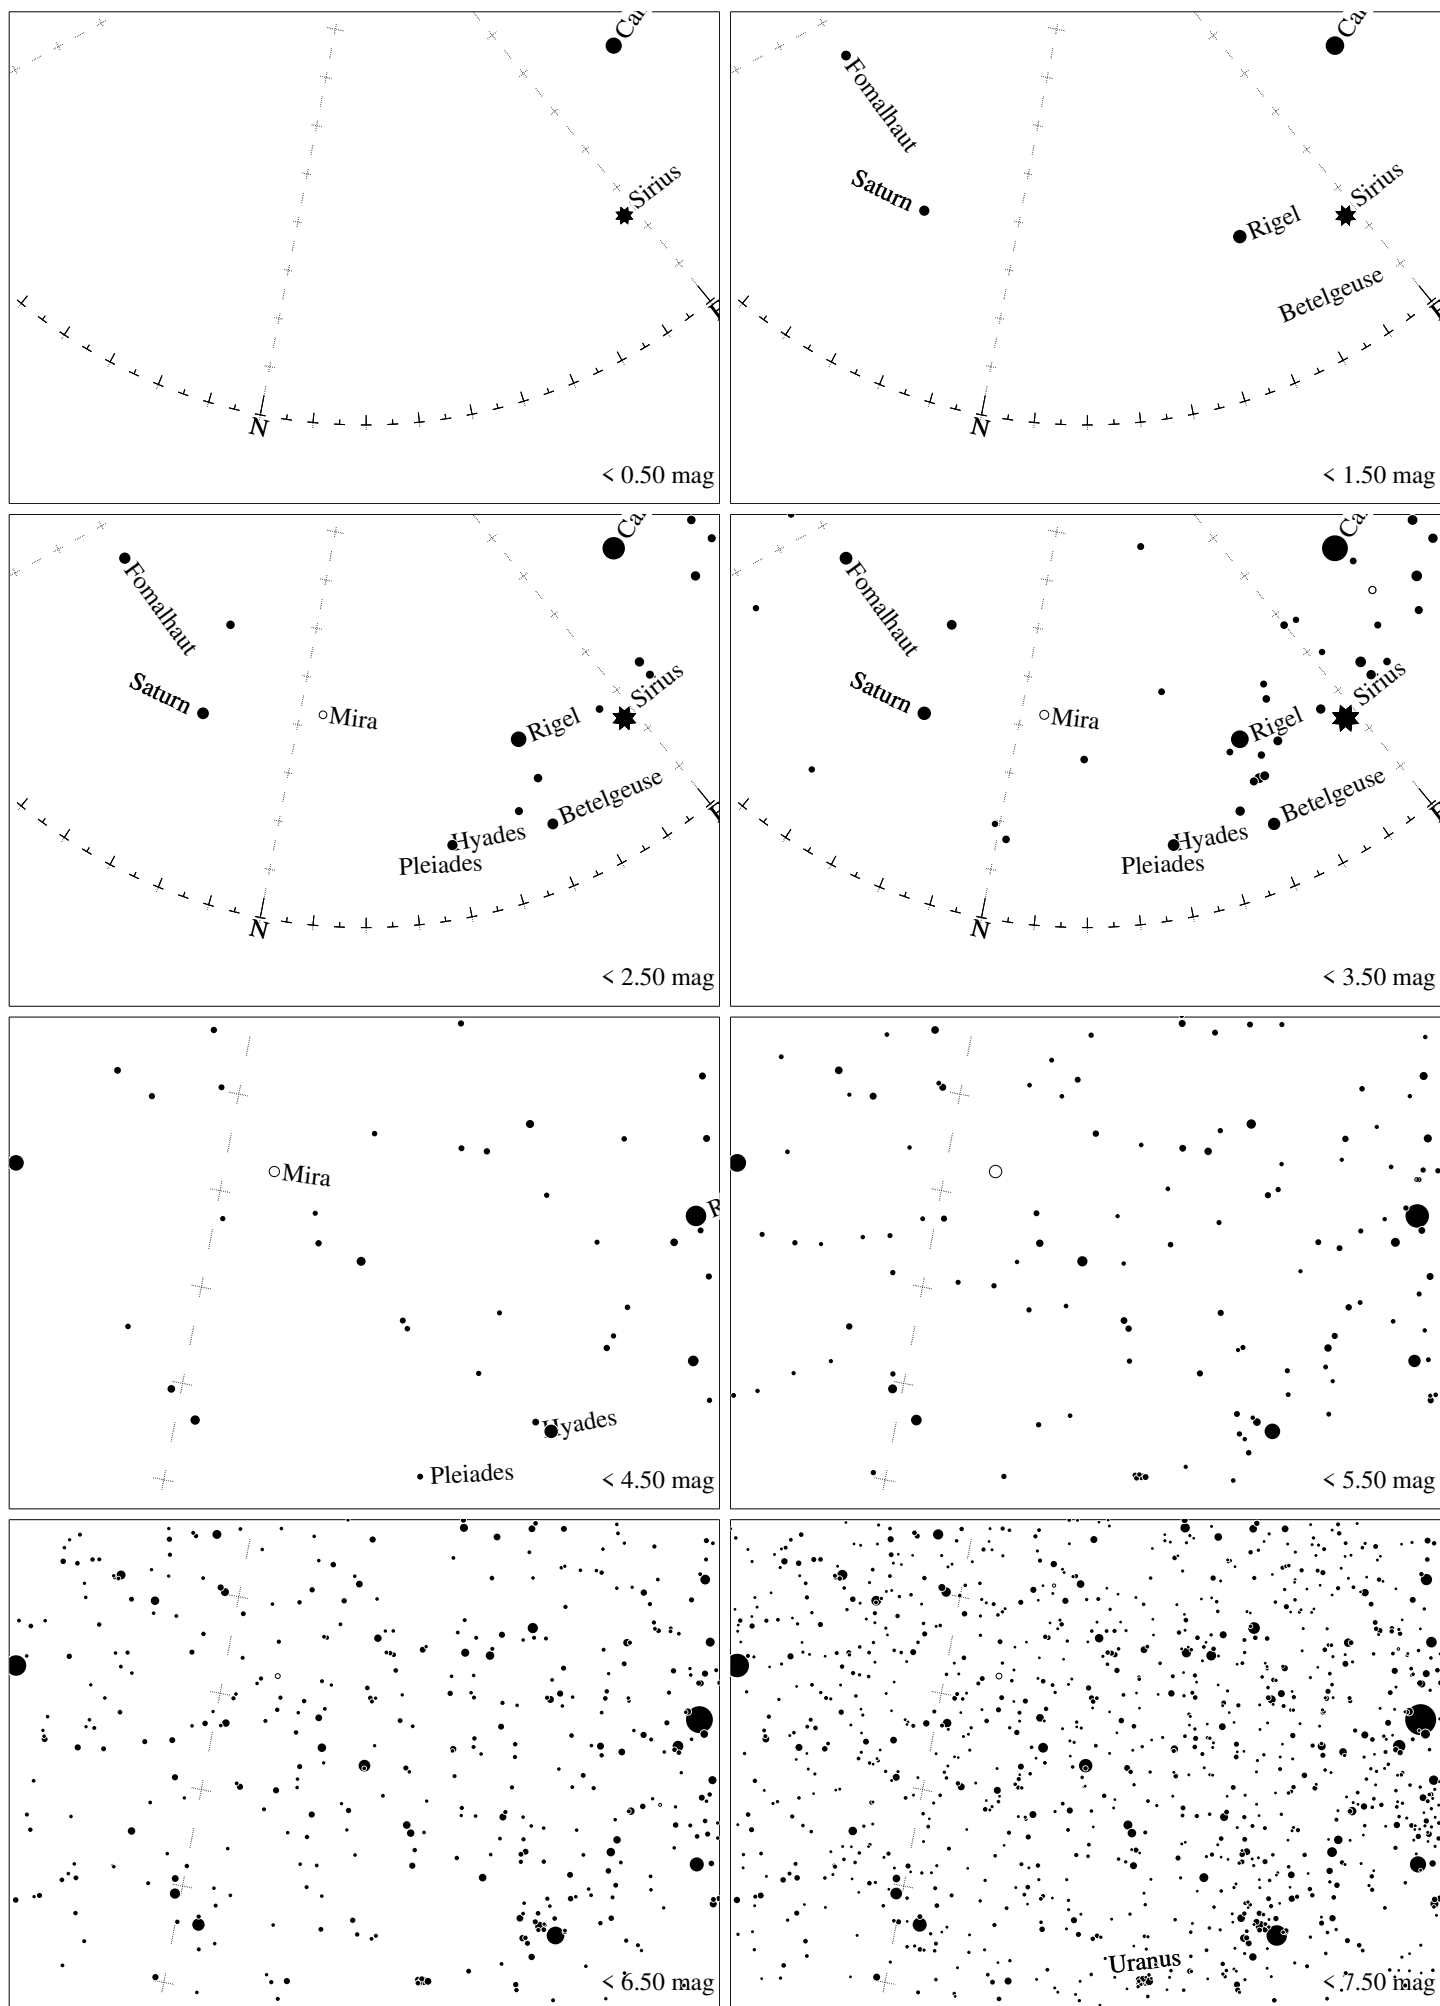 Sirius
N
< 0.50 mag
Fomalhaut
Saturn
Sirius
Rigel
Betelgeuse
N
< 1.50 mag
Fomalhaut
Saturn
Mira
Sirius
Rigel
Betelgeuse
Hyades
Pleiades
N
< 2.50 mag
Fomalhaut
Saturn
Mira
Sirius
Rigel
Betelgeuse
Hyades
Pleiades
N
< 3.50 mag
Mira
Hyades
Pleiades
< 4.50 mag
< 5.50 mag
< 6.50 mag
Uranus
< 7.50 mag